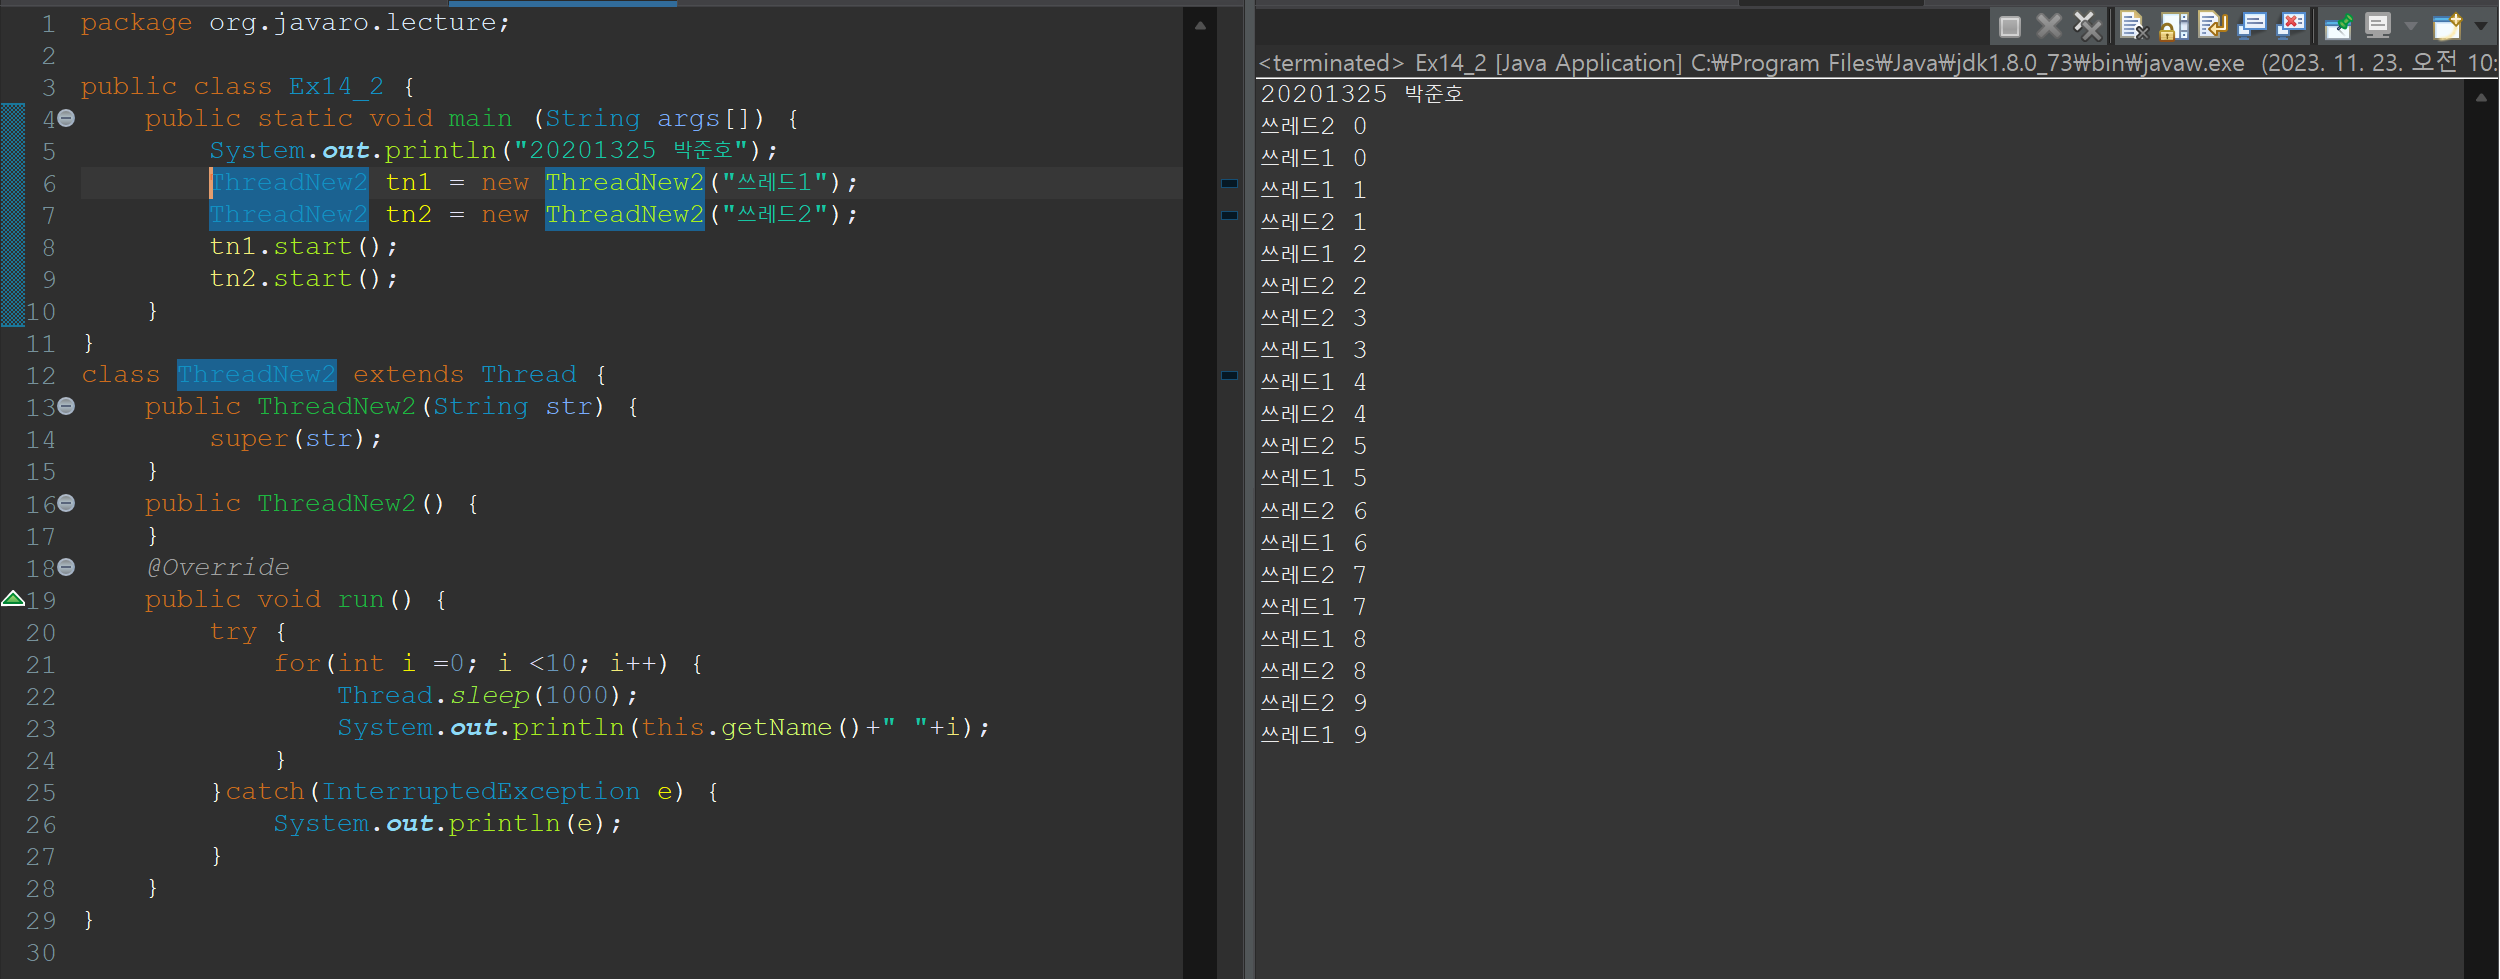 1 package org.javaro.lecture;
2
3 public class Ex14_2 {
4     public static void main (String args[]) {
5         System.out.println("20201325 박준호");
6         ThreadNew2 tn1 = new ThreadNew2("쓰레드1");
7         ThreadNew2 tn2 = new ThreadNew2("쓰레드2");
8         tn1.start();
9         tn2.start();
10     }
11 }
12 class ThreadNew2 extends Thread {
13     public ThreadNew2(String str) {
14         super(str);
15     }
16     public ThreadNew2() {
17     }
18     @Override
19     public void run() {
20         try {
21             for(int i =0; i <10; i++) {
22                 Thread.sleep(1000);
23                 System.out.println(this.getName()+" "+i);
24             }
25         }catch(InterruptedException e) {
26             System.out.println(e);
27         }
28     }
29 }
30
<terminated> Ex14_2 [Java Application] C:₩Program Files₩Java₩jdk1.8.0_73₩bin₩javaw.exe (2023. 11. 23. 오전 10:
20201325 박준호
쓰레드2 0
쓰레드1 0
쓰레드1 1
쓰레드2 1
쓰레드1 2
쓰레드2 2
쓰레드2 3
쓰레드1 3
쓰레드1 4
쓰레드2 4
쓰레드2 5
쓰레드1 5
쓰레드2 6
쓰레드1 6
쓰레드2 7
쓰레드1 7
쓰레드1 8
쓰레드2 8
쓰레드2 9
쓰레드1 9